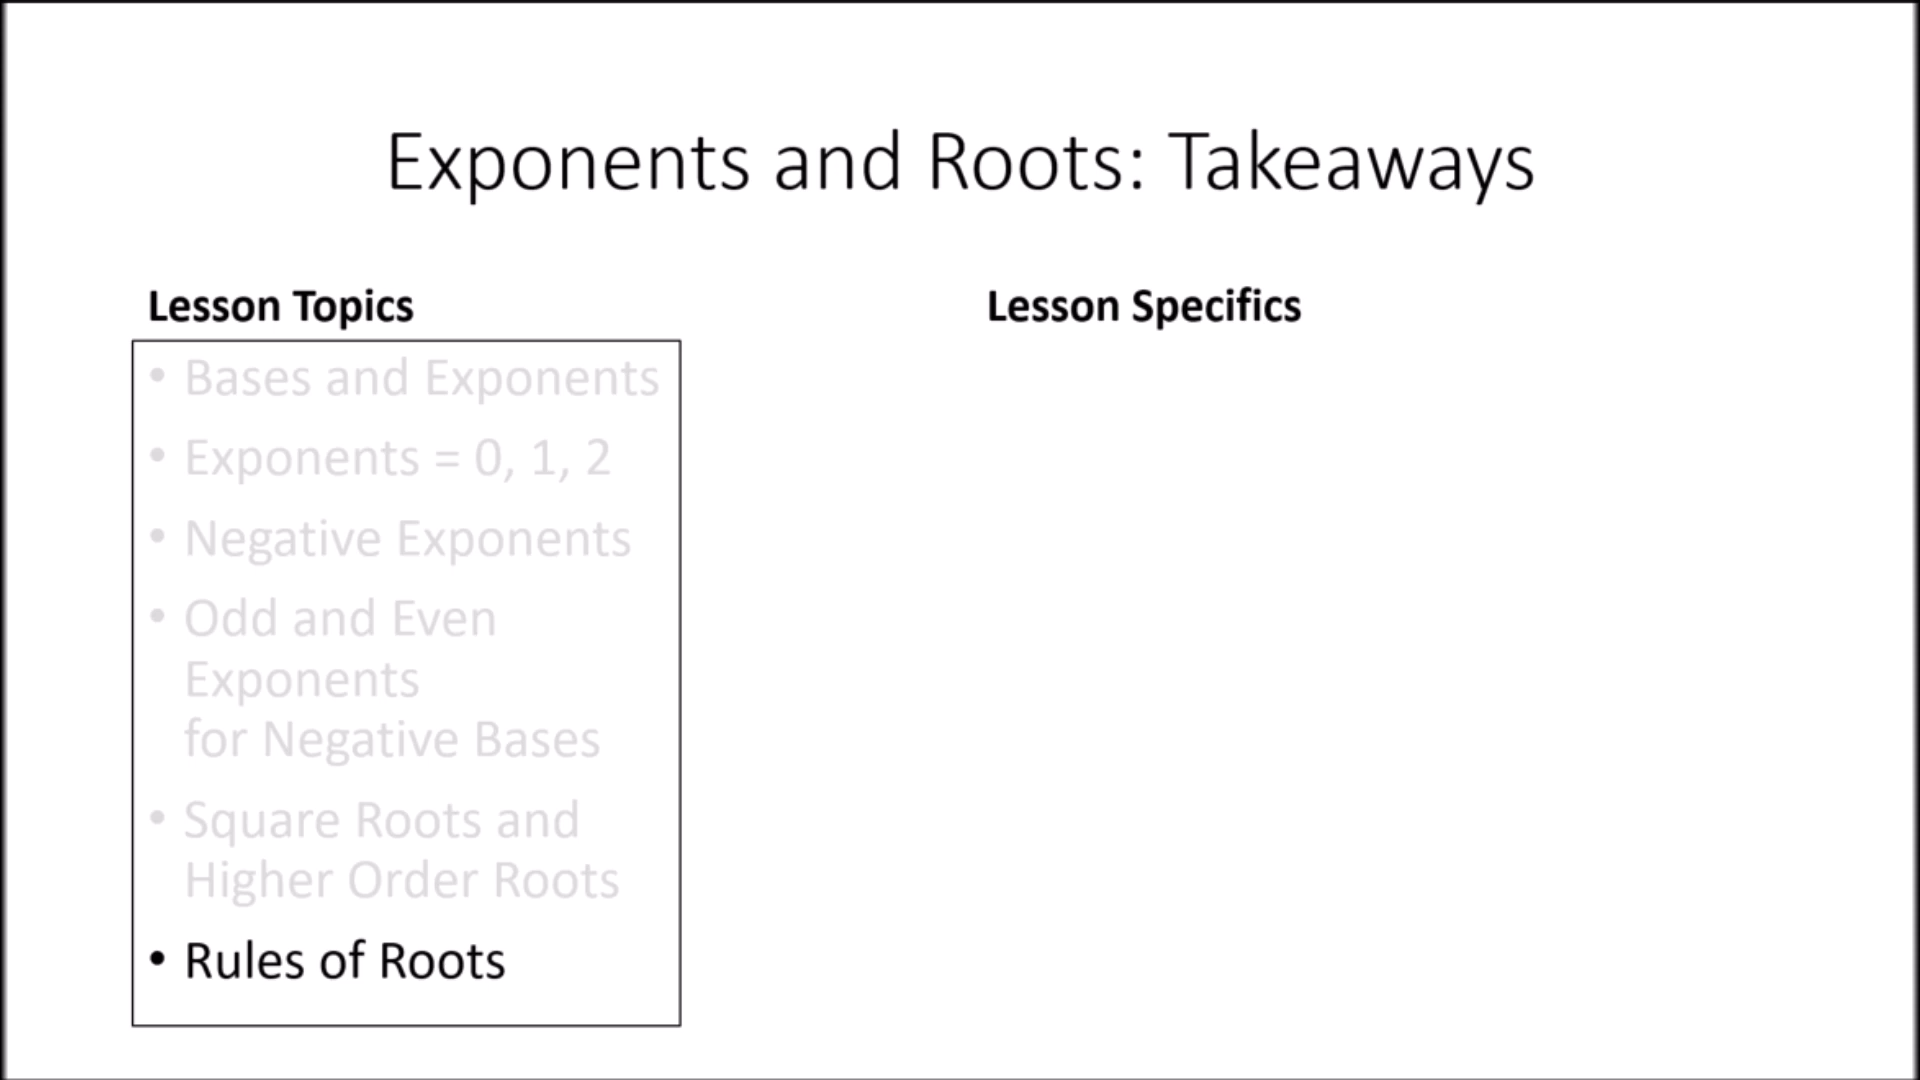 Exponents and Roots: Takeaways
Lesson Topics
• Bases and Exponents
• Exponents = 0, 1, 2
• Negative Exponents
• Odd and Even
Exponents
for Negative Bases
• Square Roots and
Higher Order Roots
• Rules of Roots
Lesson Specifics